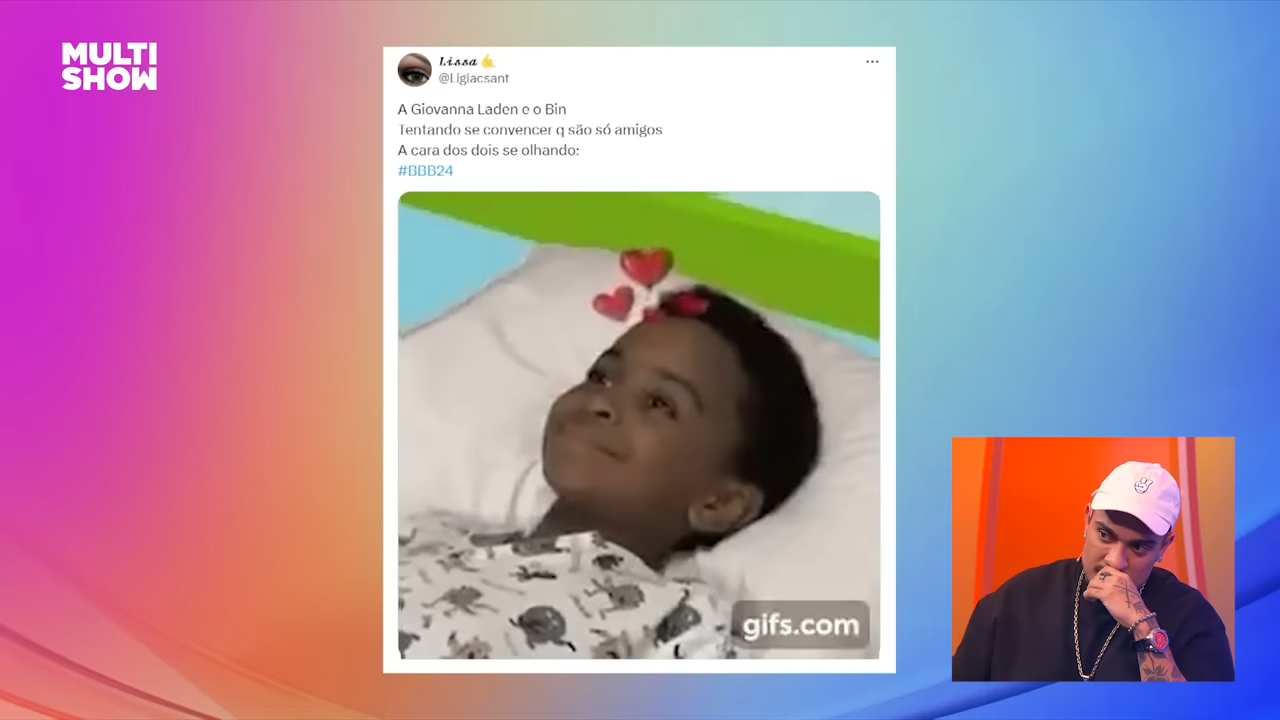 MULTI
SHOW
Lissa🤙
@Ligiacsant
A Giovanna Laden e o Bin
Tentando se convencer q são só amigos
A cara dos dois se olhando:
#BBB24
gifs.com